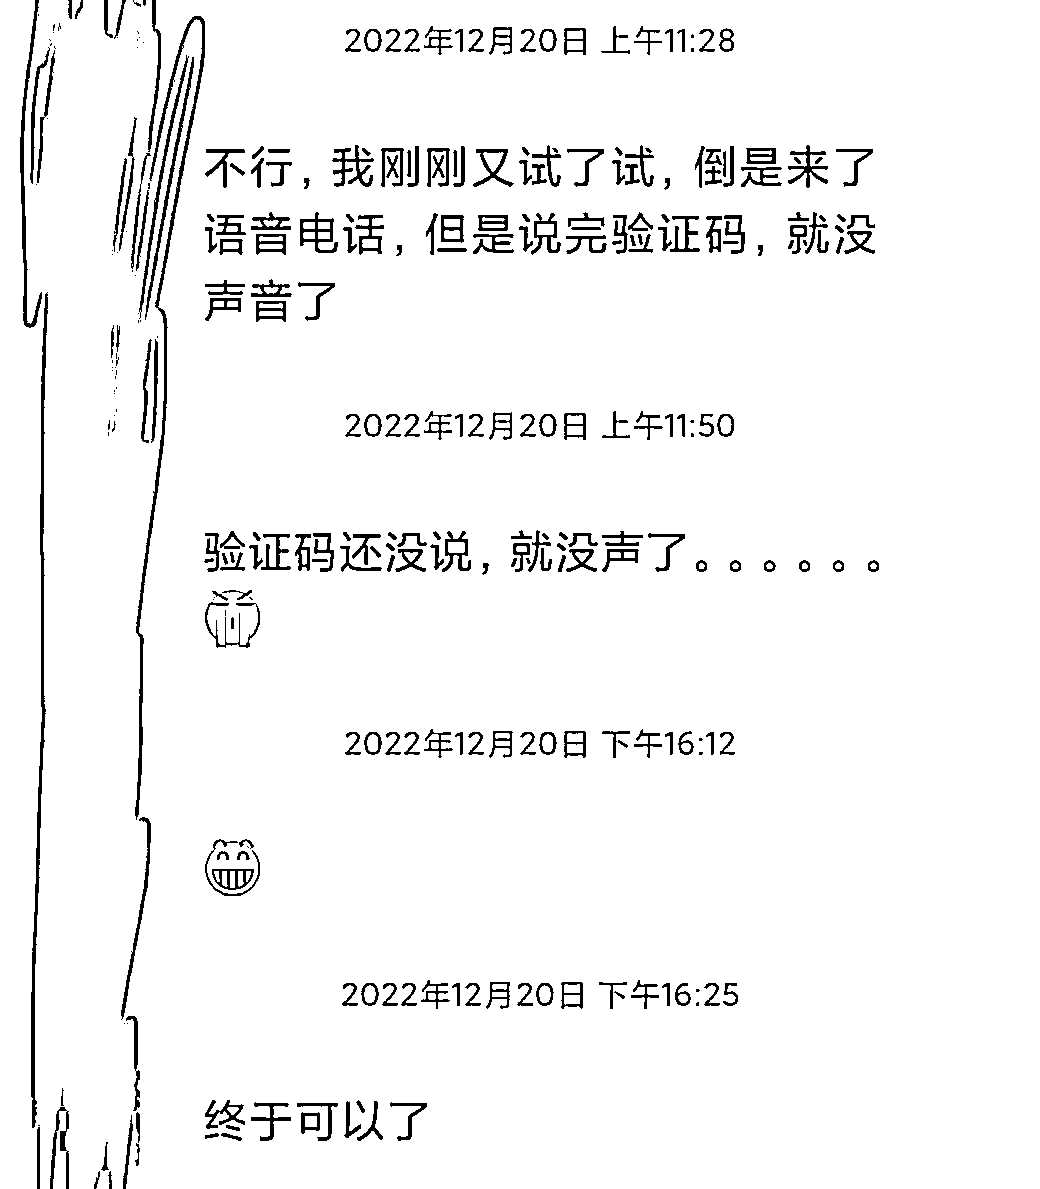 2022年12月20日 上午11:28
不行，我刚刚又试了试，倒是来了
语音电话，但是说完验证码，就没
声音了
2022年12月20日 上午11:50
验证码还没说，就没声了。。。。。。
2022年12月20日 下午16:12
2022年12月20日 下午16:25
终于可以了